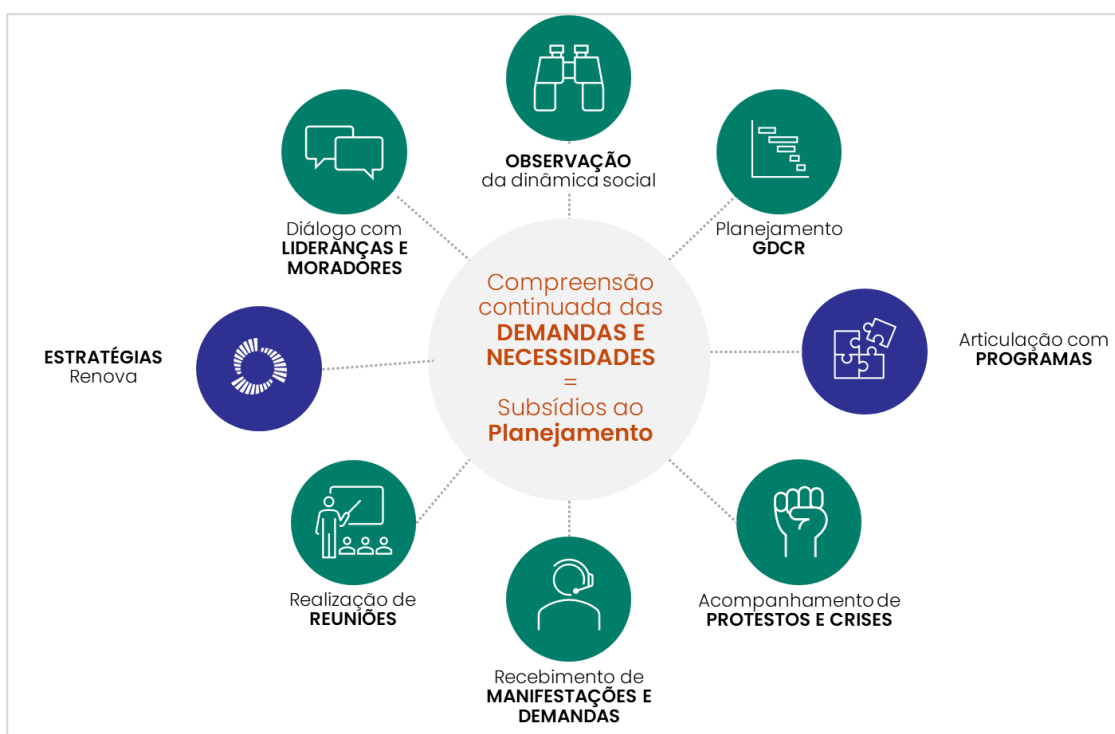 OBSERVAÇÃO
da dinâmica social
Diálogo com
LIDERANÇAS E
MORADORES
Planejamento
GDCR
Compreensão
continuada das
DEMANDAS E
NECESSIDADES
=
Subsídios ao
Planejamento
ESTRATÉGIAS
Renova
Articulação com
PROGRAMAS
Realização de
REUNIÕES
Acompanhamento de
PROTESTOS E CRISES
Recebimento de
MANIFESTAÇÕES E
DEMANDAS